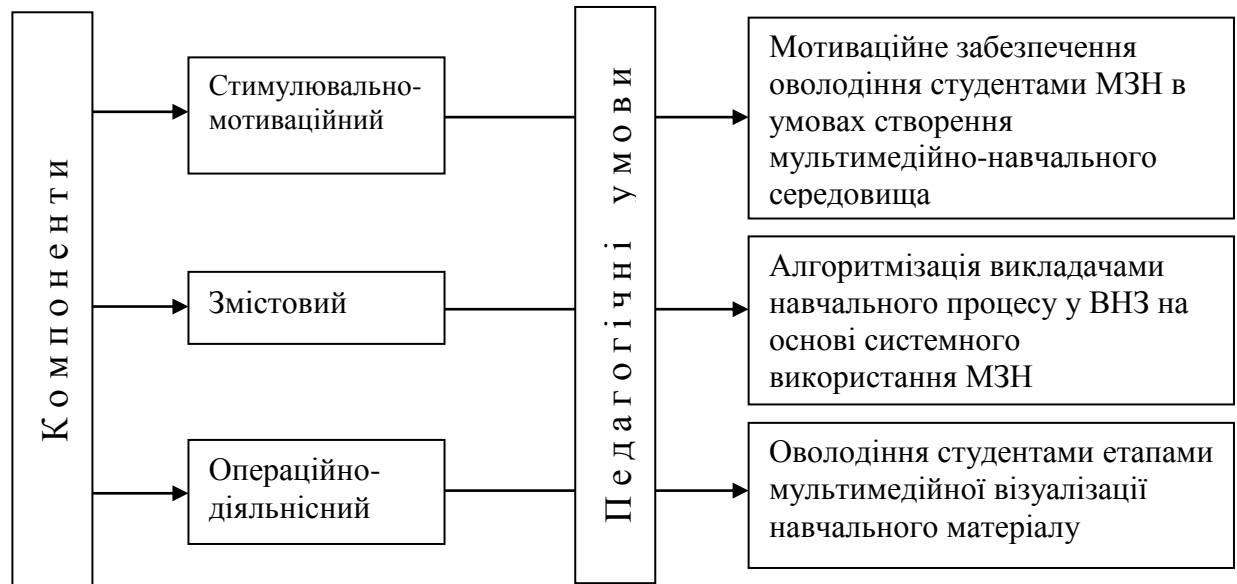 Компоненти
Стимулювально-
мотиваційний
Змістовий
Операційно-
діяльнісний
Педагогічні умови
Мотиваційне забезпечення
оволодіння студентами МЗН в
умовах створення
мультимедійно-навчального
середовища
Алгоритмізація викладачами
навчального процесу у ВНЗ на
основі системного
використання МЗН
Оволодіння студентами етапами
мультимедійної візуалізації
навчального матеріалу